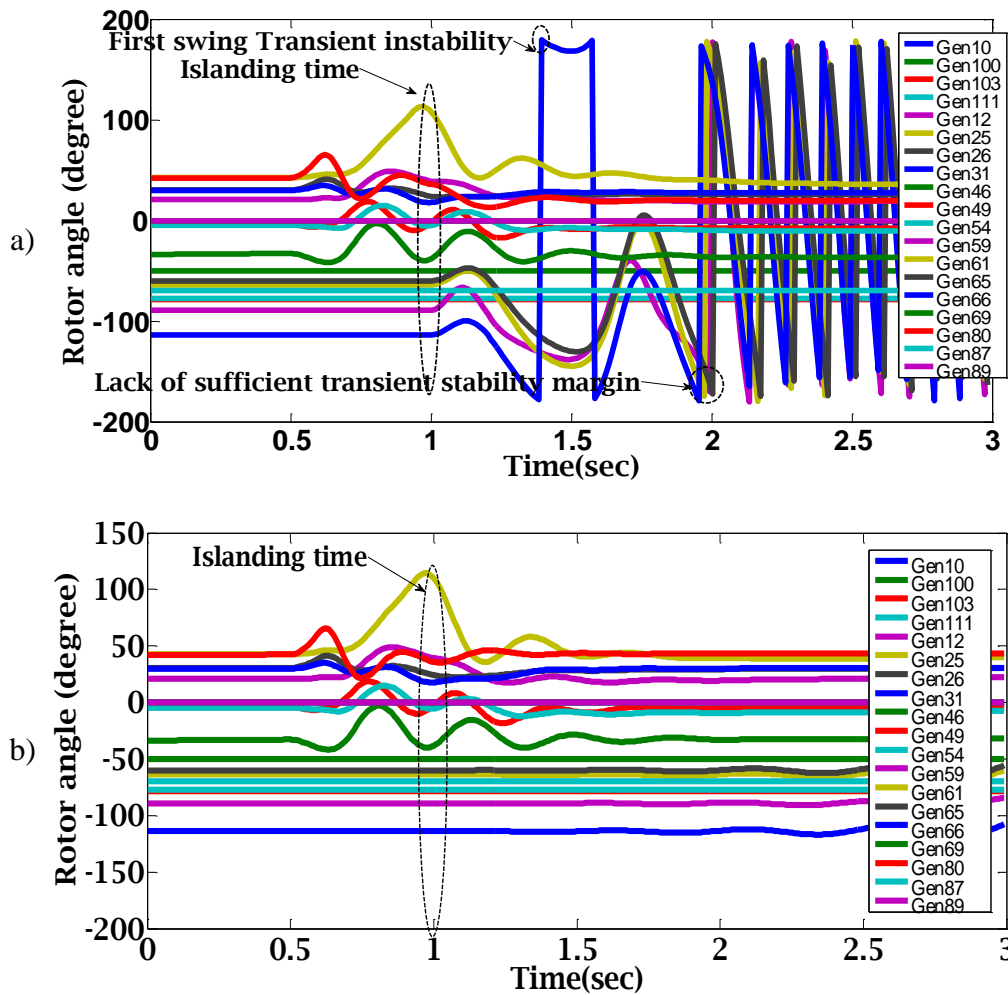 a)
Rotor angle (degree)
200
100
0
-100
-200
First swing Transient instability
Islanding time
Lack of sufficient transient stability margin
Gen10
Gen100
Gen103
Gen111
Gen12
Gen25
Gen26
Gen31
Gen46
Gen49
Gen54
Gen59
Gen61
Gen65
Gen66
Gen69
Gen80
Gen87
Gen89
0 0.5 1 1.5 2 2.5 3
Time(sec)
b)
Rotor angle (degree)
150
100
50
0
-50
-100
-150
-200
Islanding time
Gen10
Gen100
Gen103
Gen111
Gen12
Gen25
Gen26
Gen31
Gen46
Gen49
Gen54
Gen59
Gen61
Gen65
Gen66
Gen69
Gen80
Gen87
Gen89
0 0.5 1 1.5 2 2.5 3
Time(sec)